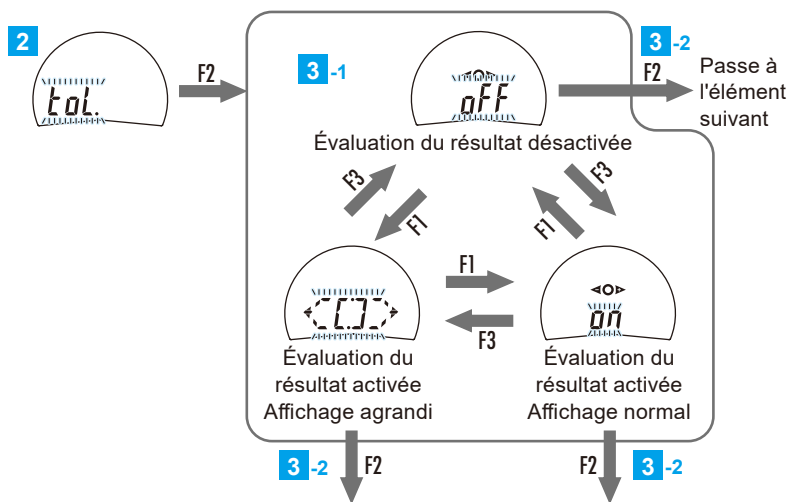 2
tol.
F2
3 -1
oFF
Évaluation du résultat désactivée
3 -2
F2
Passe à
l'élément
suivant
F3
F1
F3
F1
F1
F3
[.]
on
Évaluation du
résultat activée
Affichage agrandi
Évaluation du
résultat activée
Affichage normal
3 -2
F2
F2
3 -2